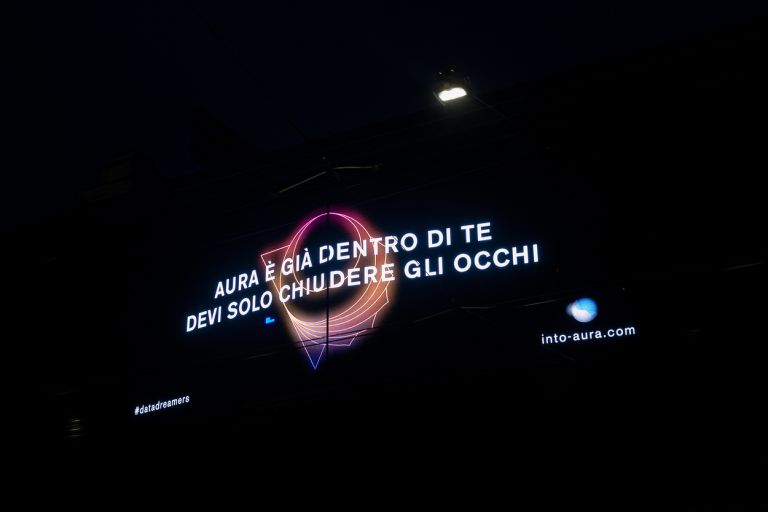 AURA È GIÀ DENTRO DI TE
DEVI SOLO CHIUDERE GLI OCCHI
into-aura.com
#datadreamers